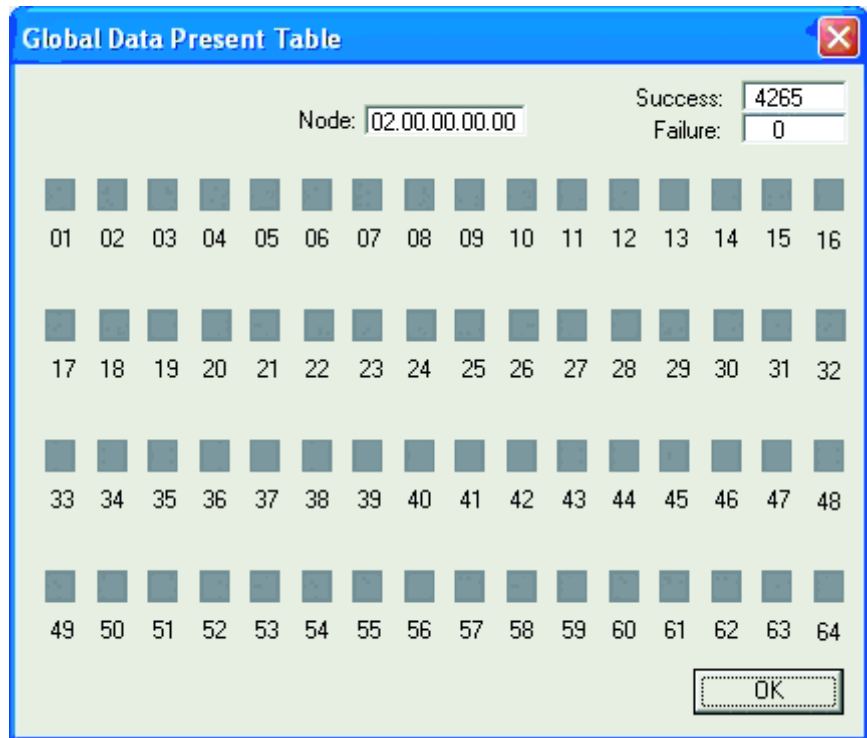 Global Data Present Table
Node: 02.00.00.00.00
Success: 4265
Failure: 0
01 02 03 04 05 06 07 08 09 10 11 12 13 14 15 16
17 18 19 20 21 22 23 24 25 26 27 28 29 30 31 32
33 34 35 36 37 38 39 40 41 42 43 44 45 46 47 48
49 50 51 52 53 54 55 56 57 58 59 60 61 62 63 64
OK